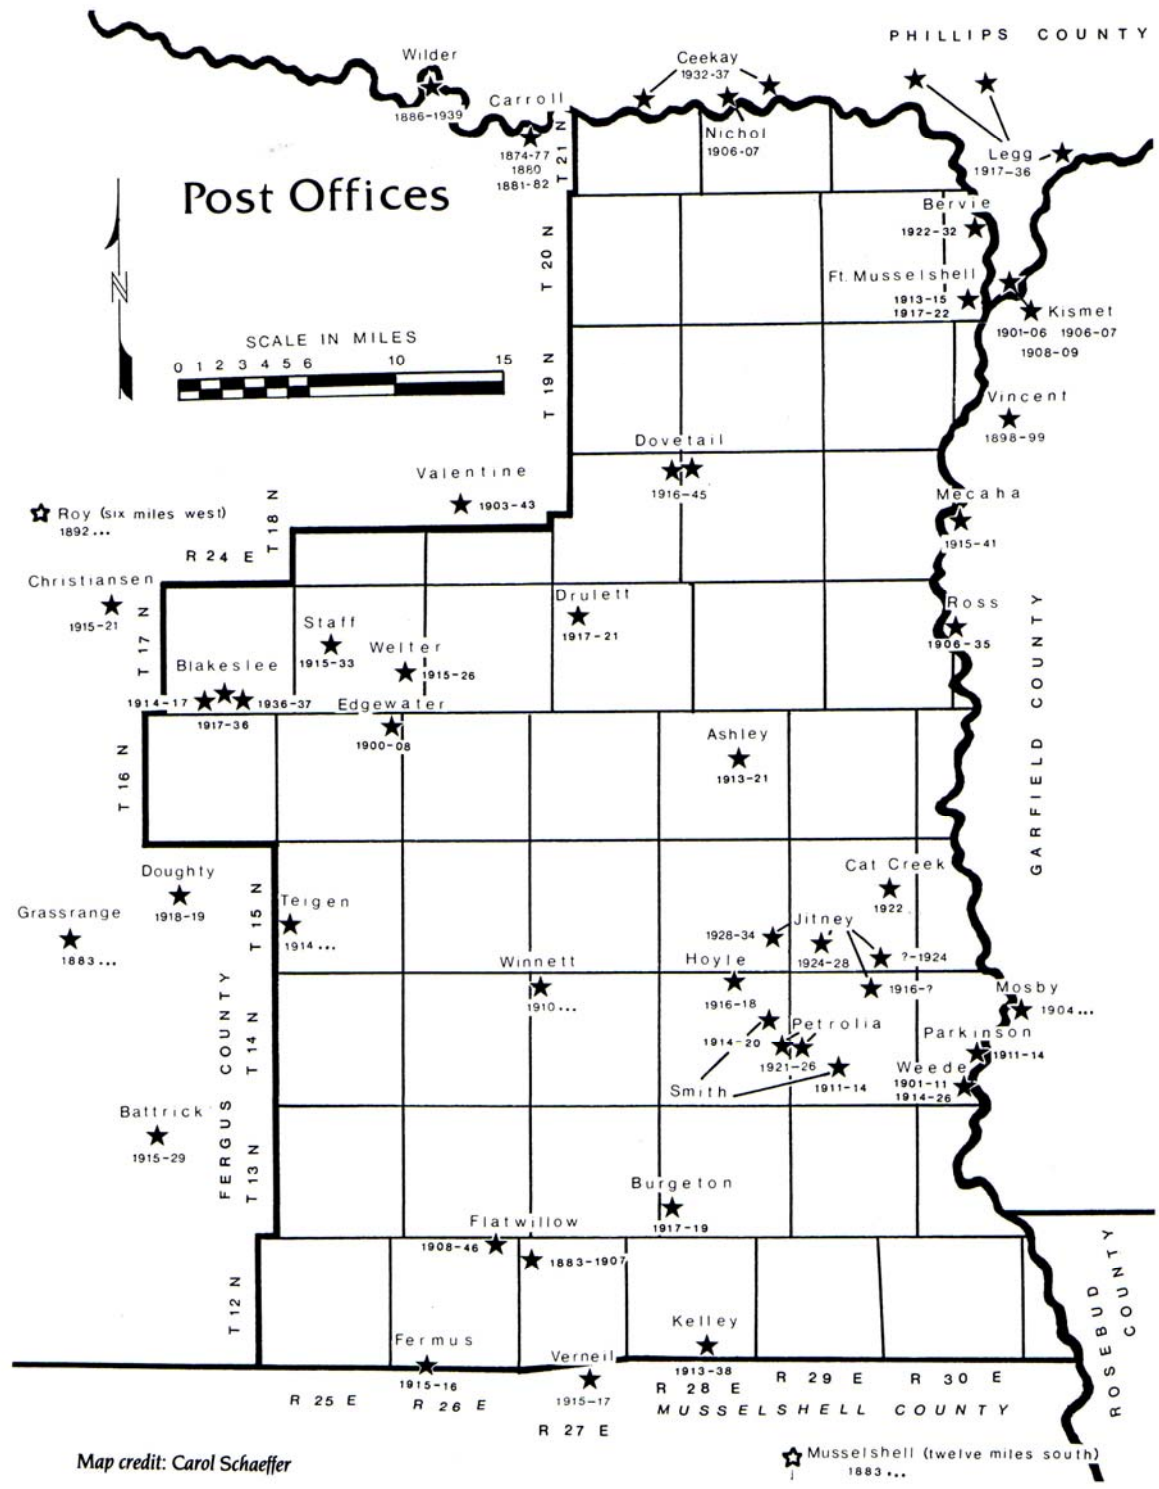 PHILLIPS COUNTY
Wilder
1886-1939
Ceekay
1932-37
Carroll
1874-77
1880
1881-82
T 21 N
Nichol
1906-07
Legg
1917-36
Post Offices
N
Bervie
1922-32
T 20 N
Ft. Musselshell
1913-15
1917-22
Kismet
1901-06 1906-07
1908-09
SCALE IN MILES
0 1 2 3 4 5 6 10 15
T 19 N
Vincent
1898-99
Dovetail
1916-45
Valentine
1903-43
Mecaha
1915-41
Roy (six miles west)
1892...
T 18 N
R 24 E
Christiansen
1915-21
T 17 N
Drulett
1917-21
Ross
1906-35
Staff
1915-33
Welter
1915-26
Blakeslee
1914-17
1936-37
1917-36
Edgewater
1900-08
GARFIELD COUNTY
T 16 N
Ashley
1913-21
Doughty
1918-19
Grassrange
1883...
T 15 N
Teigen
1914...
Cat Creek
1922
Jitney
1928-34
1924-28
?-1924
1916-?
Winnett
1910...
Hoyle
1916-18
Mosby
1904...
FERGUS COUNTY
T 14 N
Petrolia
1921-26
Smith
1914-20
1911-14
Parkinson
1911-14
Weede
1901-11
1914-26
Battrick
1915-29
T 13 N
Burgeton
1917-19
Flatwillow
1908-46
1883-1907
ROSEBUD COUNTY
T 12 N
Fermus
1915-16
Verneil
1915-17
Kelley
1913-38
R 25 E
R 26 E
R 27 E
R 28 E
R 29 E
R 30 E
MUSSELSHELL COUNTY
Map credit: Carol Schaeffer
Musselshell (twelve miles south)
1883...